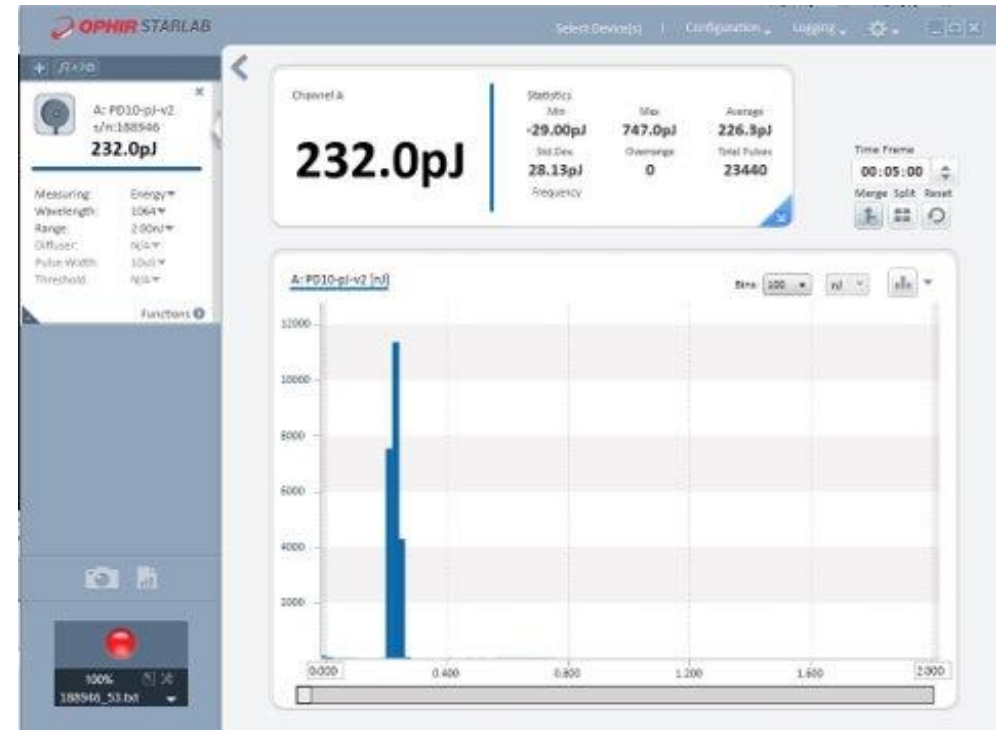 OPHIR STARLAB
Select Device(s) | Configuration Logging
A: PD10-pJ-v2
s/n:188946
232.0pJ
Measuring: Energy
Wavelength: 1064
Range: 2.00nJ
Diffuser: N/A
Pulse Width:
Threshold: N/A
Functions
100%
188946_53.txt
Channel A
232.0pJ
Statistics
Min Max Average
-29.00pJ 747.0pJ 226.3pJ
Std.Dev. Overrange Total Pulses
28.13pJ 0 23440
Frequency
Time Frame
00:05:00
Merge Split Reset
A: PD10-pJ-v2 [nJ]
Bins 100 nJ
12000
10000
8000
6000
4000
2000
0.000 0.400 0.800 1.200 1.600 2.000